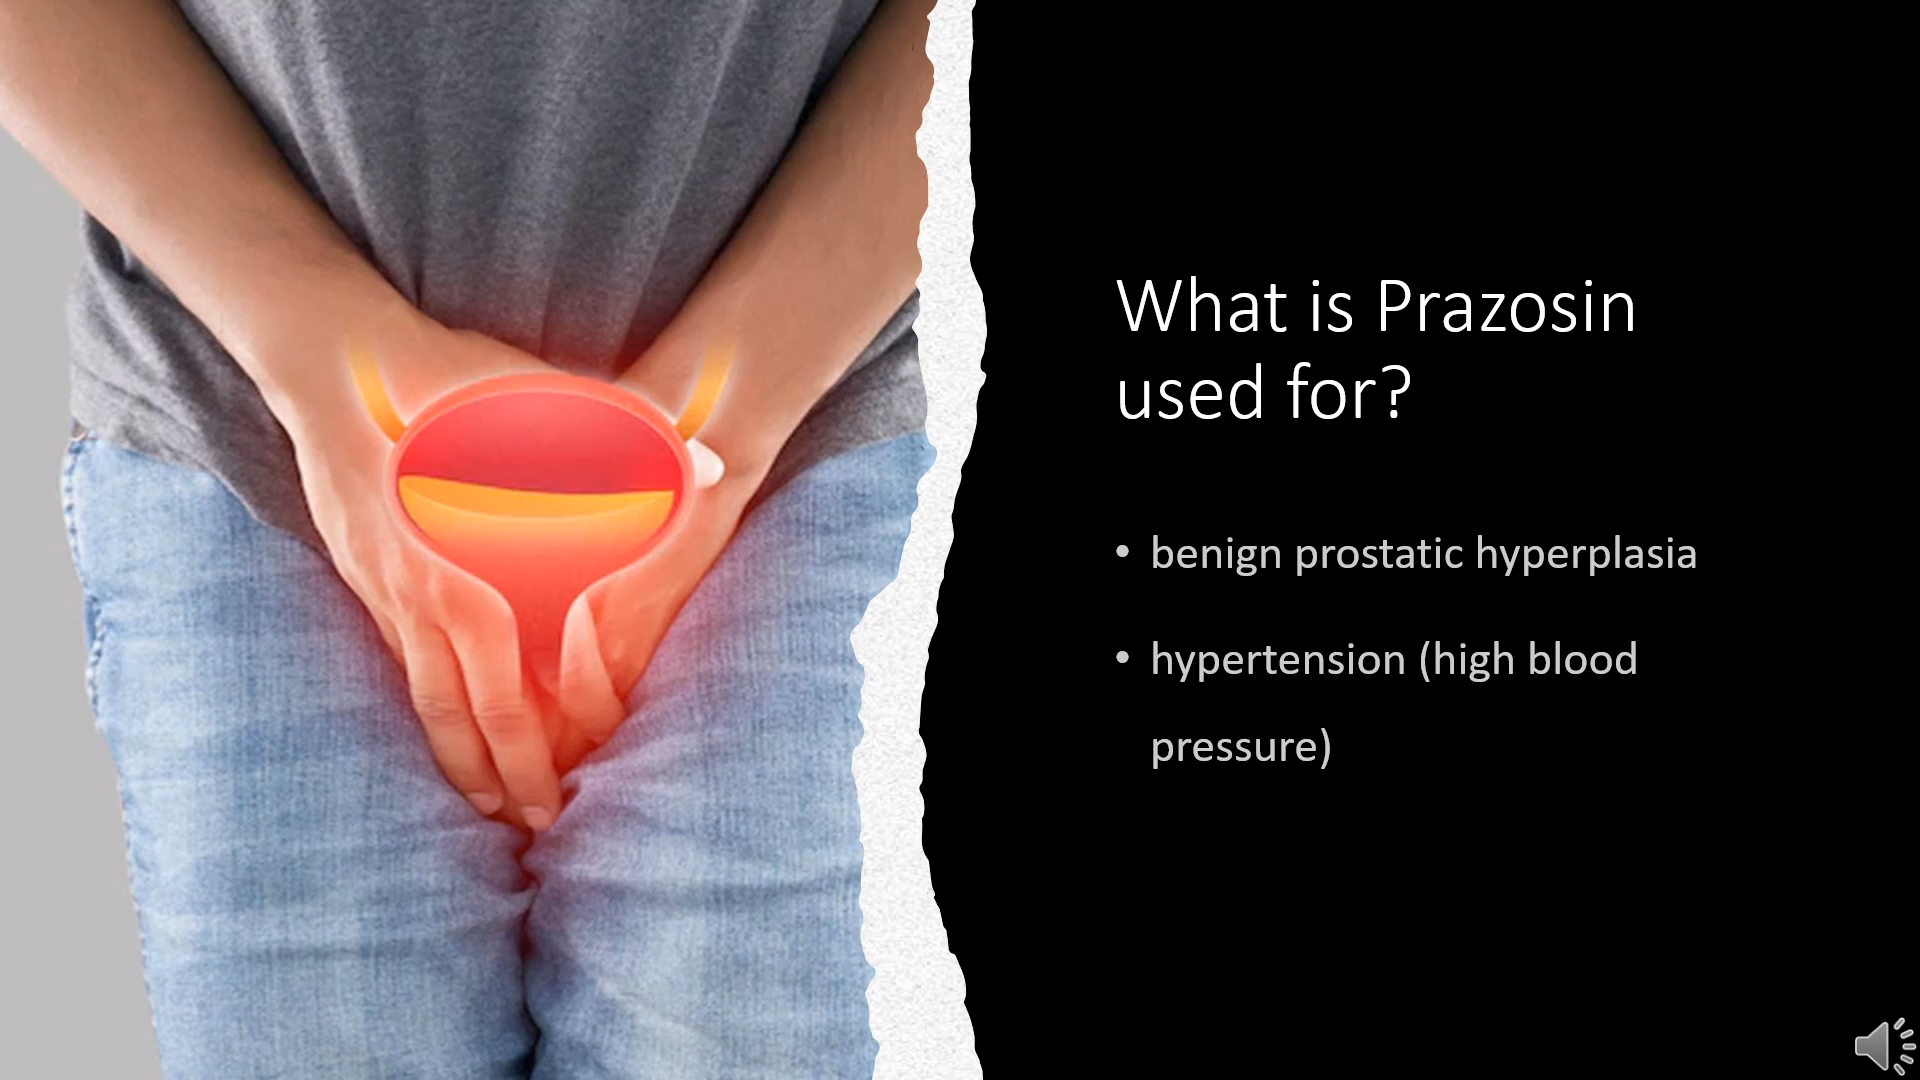 What is Prazosin
used for?
• benign prostatic hyperplasia
• hypertension (high blood
pressure)